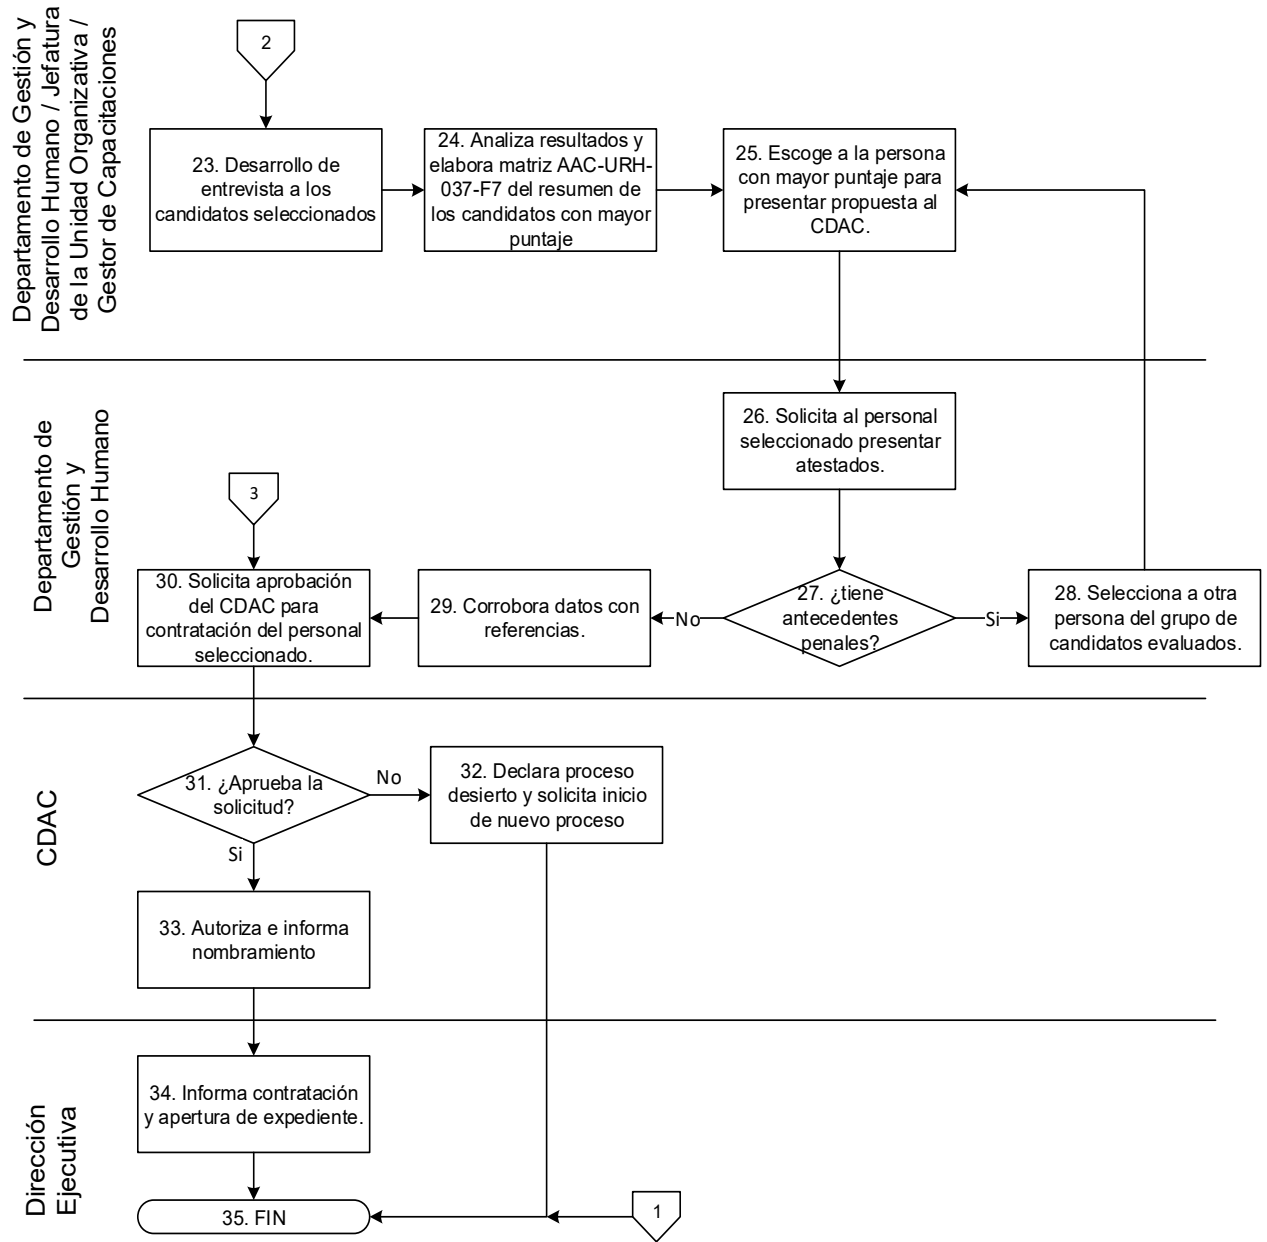 Departamento de Gestión y
Desarrollo Humano / Jefatura
de la Unidad Organizativa /
Gestor de Capacitaciones
2
23. Desarrollo de
entrevista a los
candidatos seleccionados
24. Analiza resultados y
elabora matriz AAC-URH-
037-F7 del resumen de
los candidatos con mayor
puntaje
25. Escoge a la persona
con mayor puntaje para
presentar propuesta al
CDAC.
Departamento de
Gestión y
Desarrollo Humano
26. Solicita al personal
seleccionado presentar
atestados.
3
30. Solicita aprobación
del CDAC para
contratación del personal
seleccionado.
29. Corrobora datos con
referencias.
No
27. ¿tiene
antecedentes
penales?
Si
28. Selecciona a otra
persona del grupo de
candidatos evaluados.
CDAC
31. ¿Aprueba la
solicitud?
No
32. Declara proceso
desierto y solicita inicio
de nuevo proceso
Si
33. Autoriza e informa
nombramiento
Dirección
Ejecutiva
34. Informa contratación
y apertura de expediente.
35. FIN
1